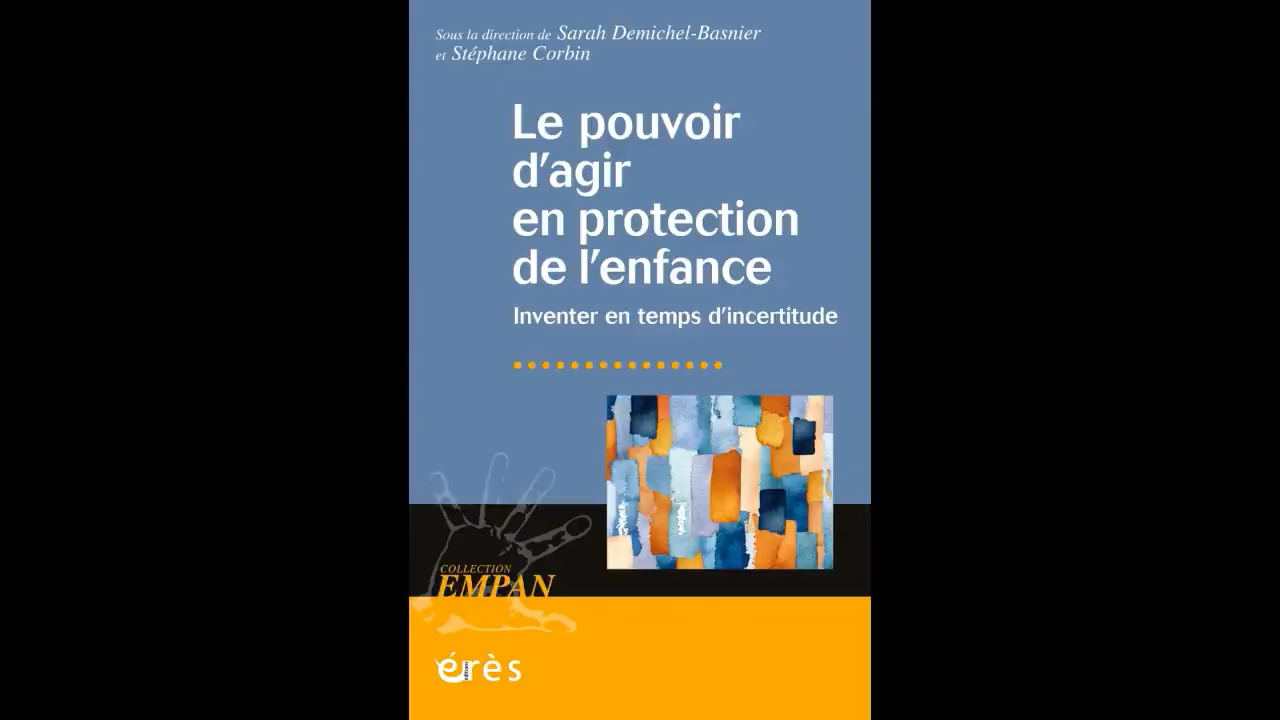 Sous la direction de Sarah Demichel-Basnier
et Stéphane Corbin
Le pouvoir
d'agir
en protection
de l'enfance
Inventer en temps d'incertitude
COLLECTION
EMPAN
érès
éditions